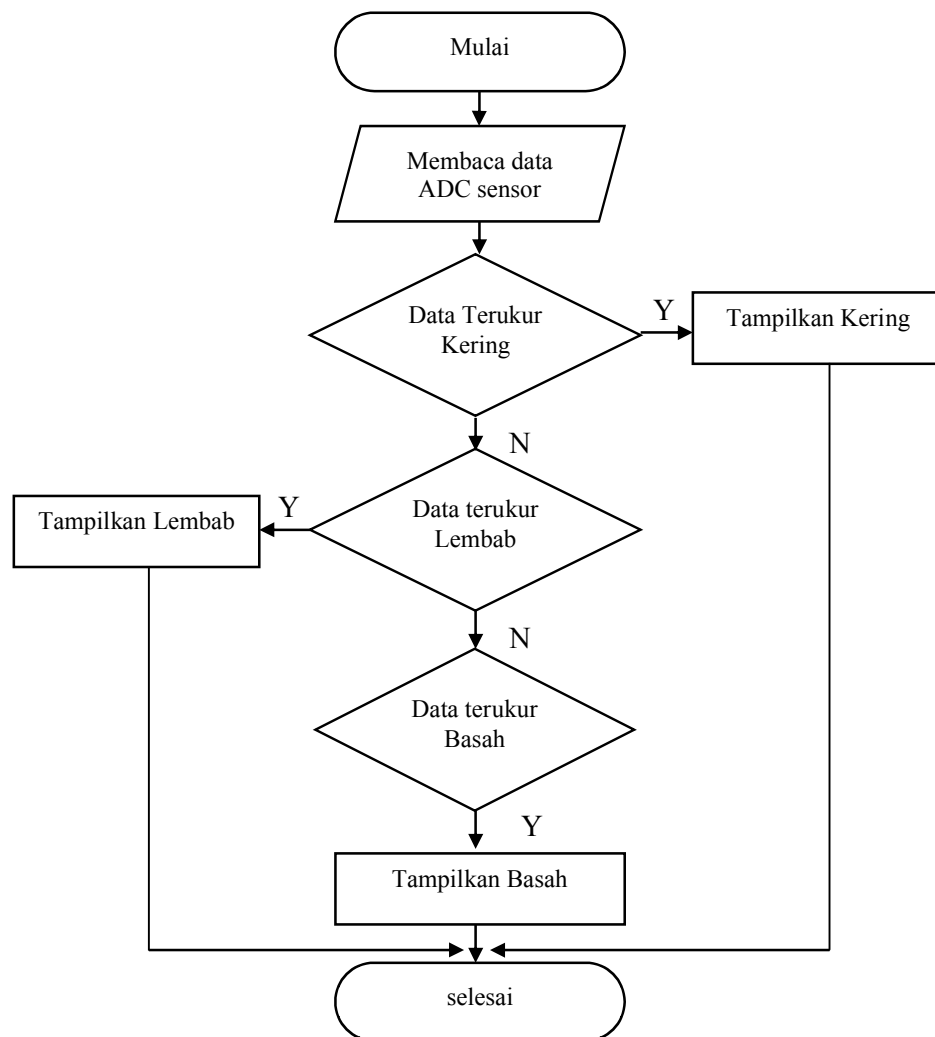 Mulai
Membaca data
ADC sensor
Data Terukur
Kering
Y
Tampilkan Kering
N
Tampilkan Lembab
Y
Data terukur
Lembab
N
Data terukur
Basah
Y
Tampilkan Basah
selesai